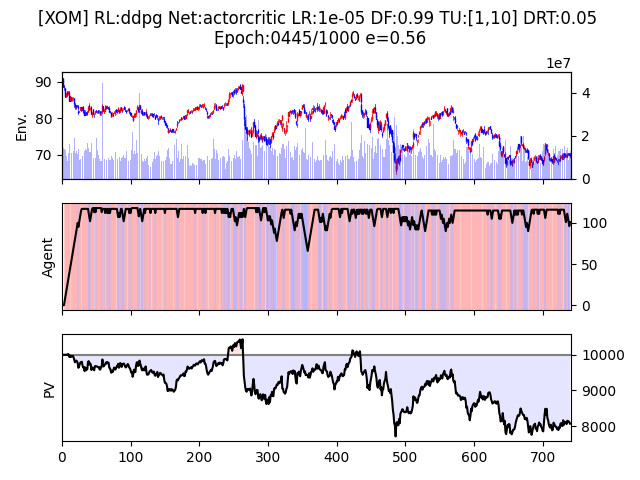 [XOM] RL:ddpg Net:actorcritic LR:1e-05 DF:0.99 TU:[1,10] DRT:0.05
Epoch:0445/1000 e=0.56
1e7
90
80
70
Env.
4
2
0
Agent
100
50
0
PV
10000
9000
8000
0 100 200 300 400 500 600 700